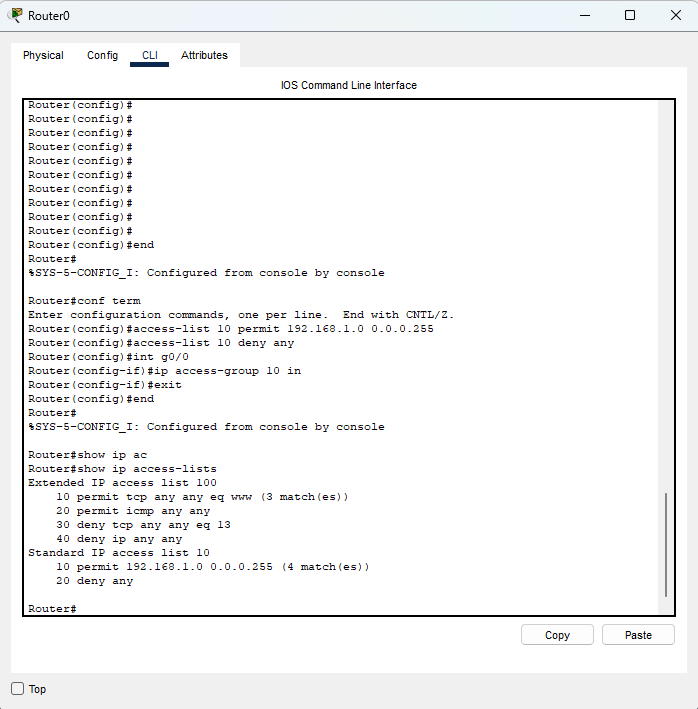 Router0
Physical Config CLI Attributes
IOS Command Line Interface
Router(config)#
Router(config)#
Router(config)#
Router(config)#
Router(config)#
Router(config)#
Router(config)#
Router(config)#
Router(config)#
Router(config)#
Router(config)#end
Router#
%SYS-5-CONFIG_I: Configured from console by console
Router#conf term
Enter configuration commands, one per line.  End with CNTL/Z.
Router(config)#access-list 10 permit 192.168.1.0 0.0.0.255
Router(config)#access-list 10 deny any
Router(config)#int g0/0
Router(config-if)#ip access-group 10 in
Router(config-if)#exit
Router(config)#end
Router#
%SYS-5-CONFIG_I: Configured from console by console
Router#show ip ac
Router#show ip access-lists
Extended IP access list 100
    10 permit tcp any any eq www (3 match(es))
    20 permit icmp any any
    30 deny tcp any any eq 13
    40 deny ip any any
Standard IP access list 10
    10 permit 192.168.1.0 0.0.0.255 (4 match(es))
    20 deny any
Router#
Copy Paste
Top